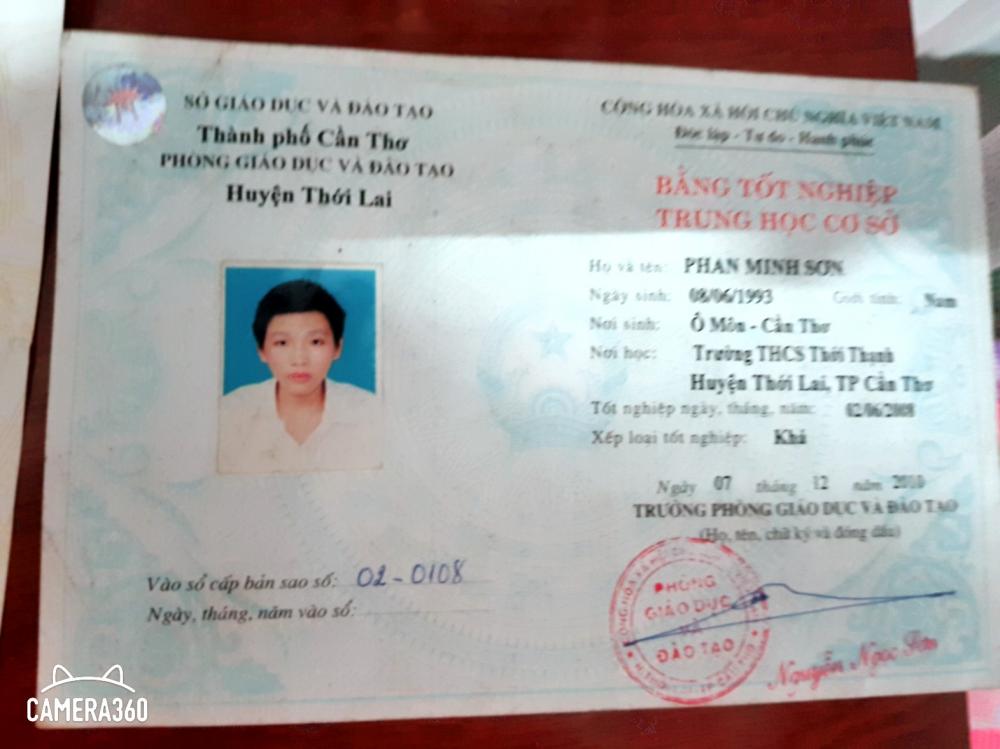 SỞ GIÁO DỤC VÀ ĐÀO TẠO
Thành phố Cần Thơ
PHÒNG GIÁO DỤC VÀ ĐÀO TẠO
Huyện Thới Lai
CỘNG HÒA XÃ HỘI CHỦ NGHĨA VIỆT NAM
Độc lập - Tự do - Hạnh phúc
BẰNG TỐT NGHIỆP
TRUNG HỌC CƠ SỞ
Họ và tên: PHAN MINH SƠN
Ngày sinh: 08/06/1993 Giới tính: Nam
Nơi sinh: Ô Môn - Cần Thơ
Nơi học: Trường THCS Thới Thạnh
Huyện Thới Lai, TP Cần Thơ
Tốt nghiệp ngày, tháng, năm: 02/06/2008
Xếp loại tốt nghiệp: Khá
Ngày 07 tháng 12 năm 2010
TRƯỞNG PHÒNG GIÁO DỤC VÀ ĐÀO TẠO
(Họ, tên, chữ ký và đóng dấu)
PHÒNG
GIÁO DỤC
VÀ
ĐÀO TẠO
Nguyễn Ngọc
Vào sổ cấp bản sao số: 02-0108
Ngày, tháng, năm vào sổ:
CAMERA360